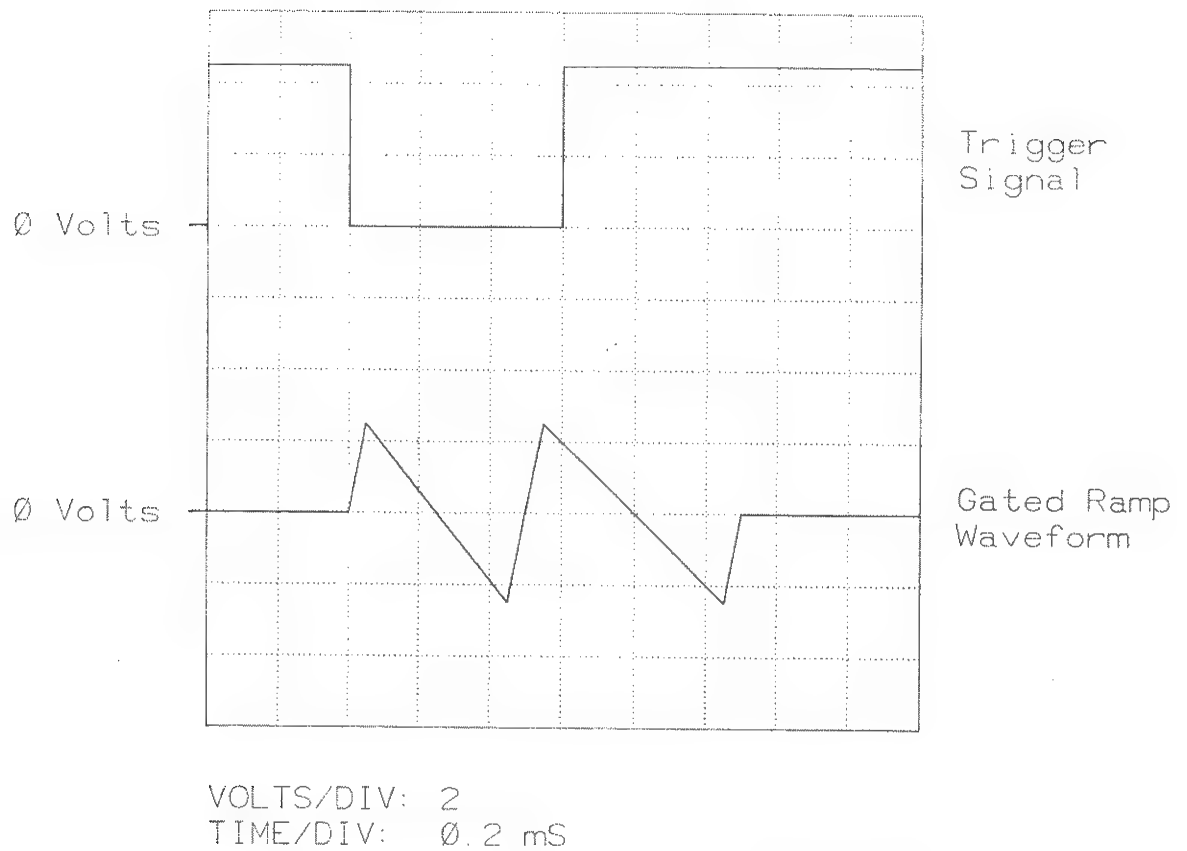 Trigger
Signal
Ø Volts
Ø Volts
Gated Ramp
Waveform
VOLTS/DIV: 2
TIME/DIV: Ø.2 mS